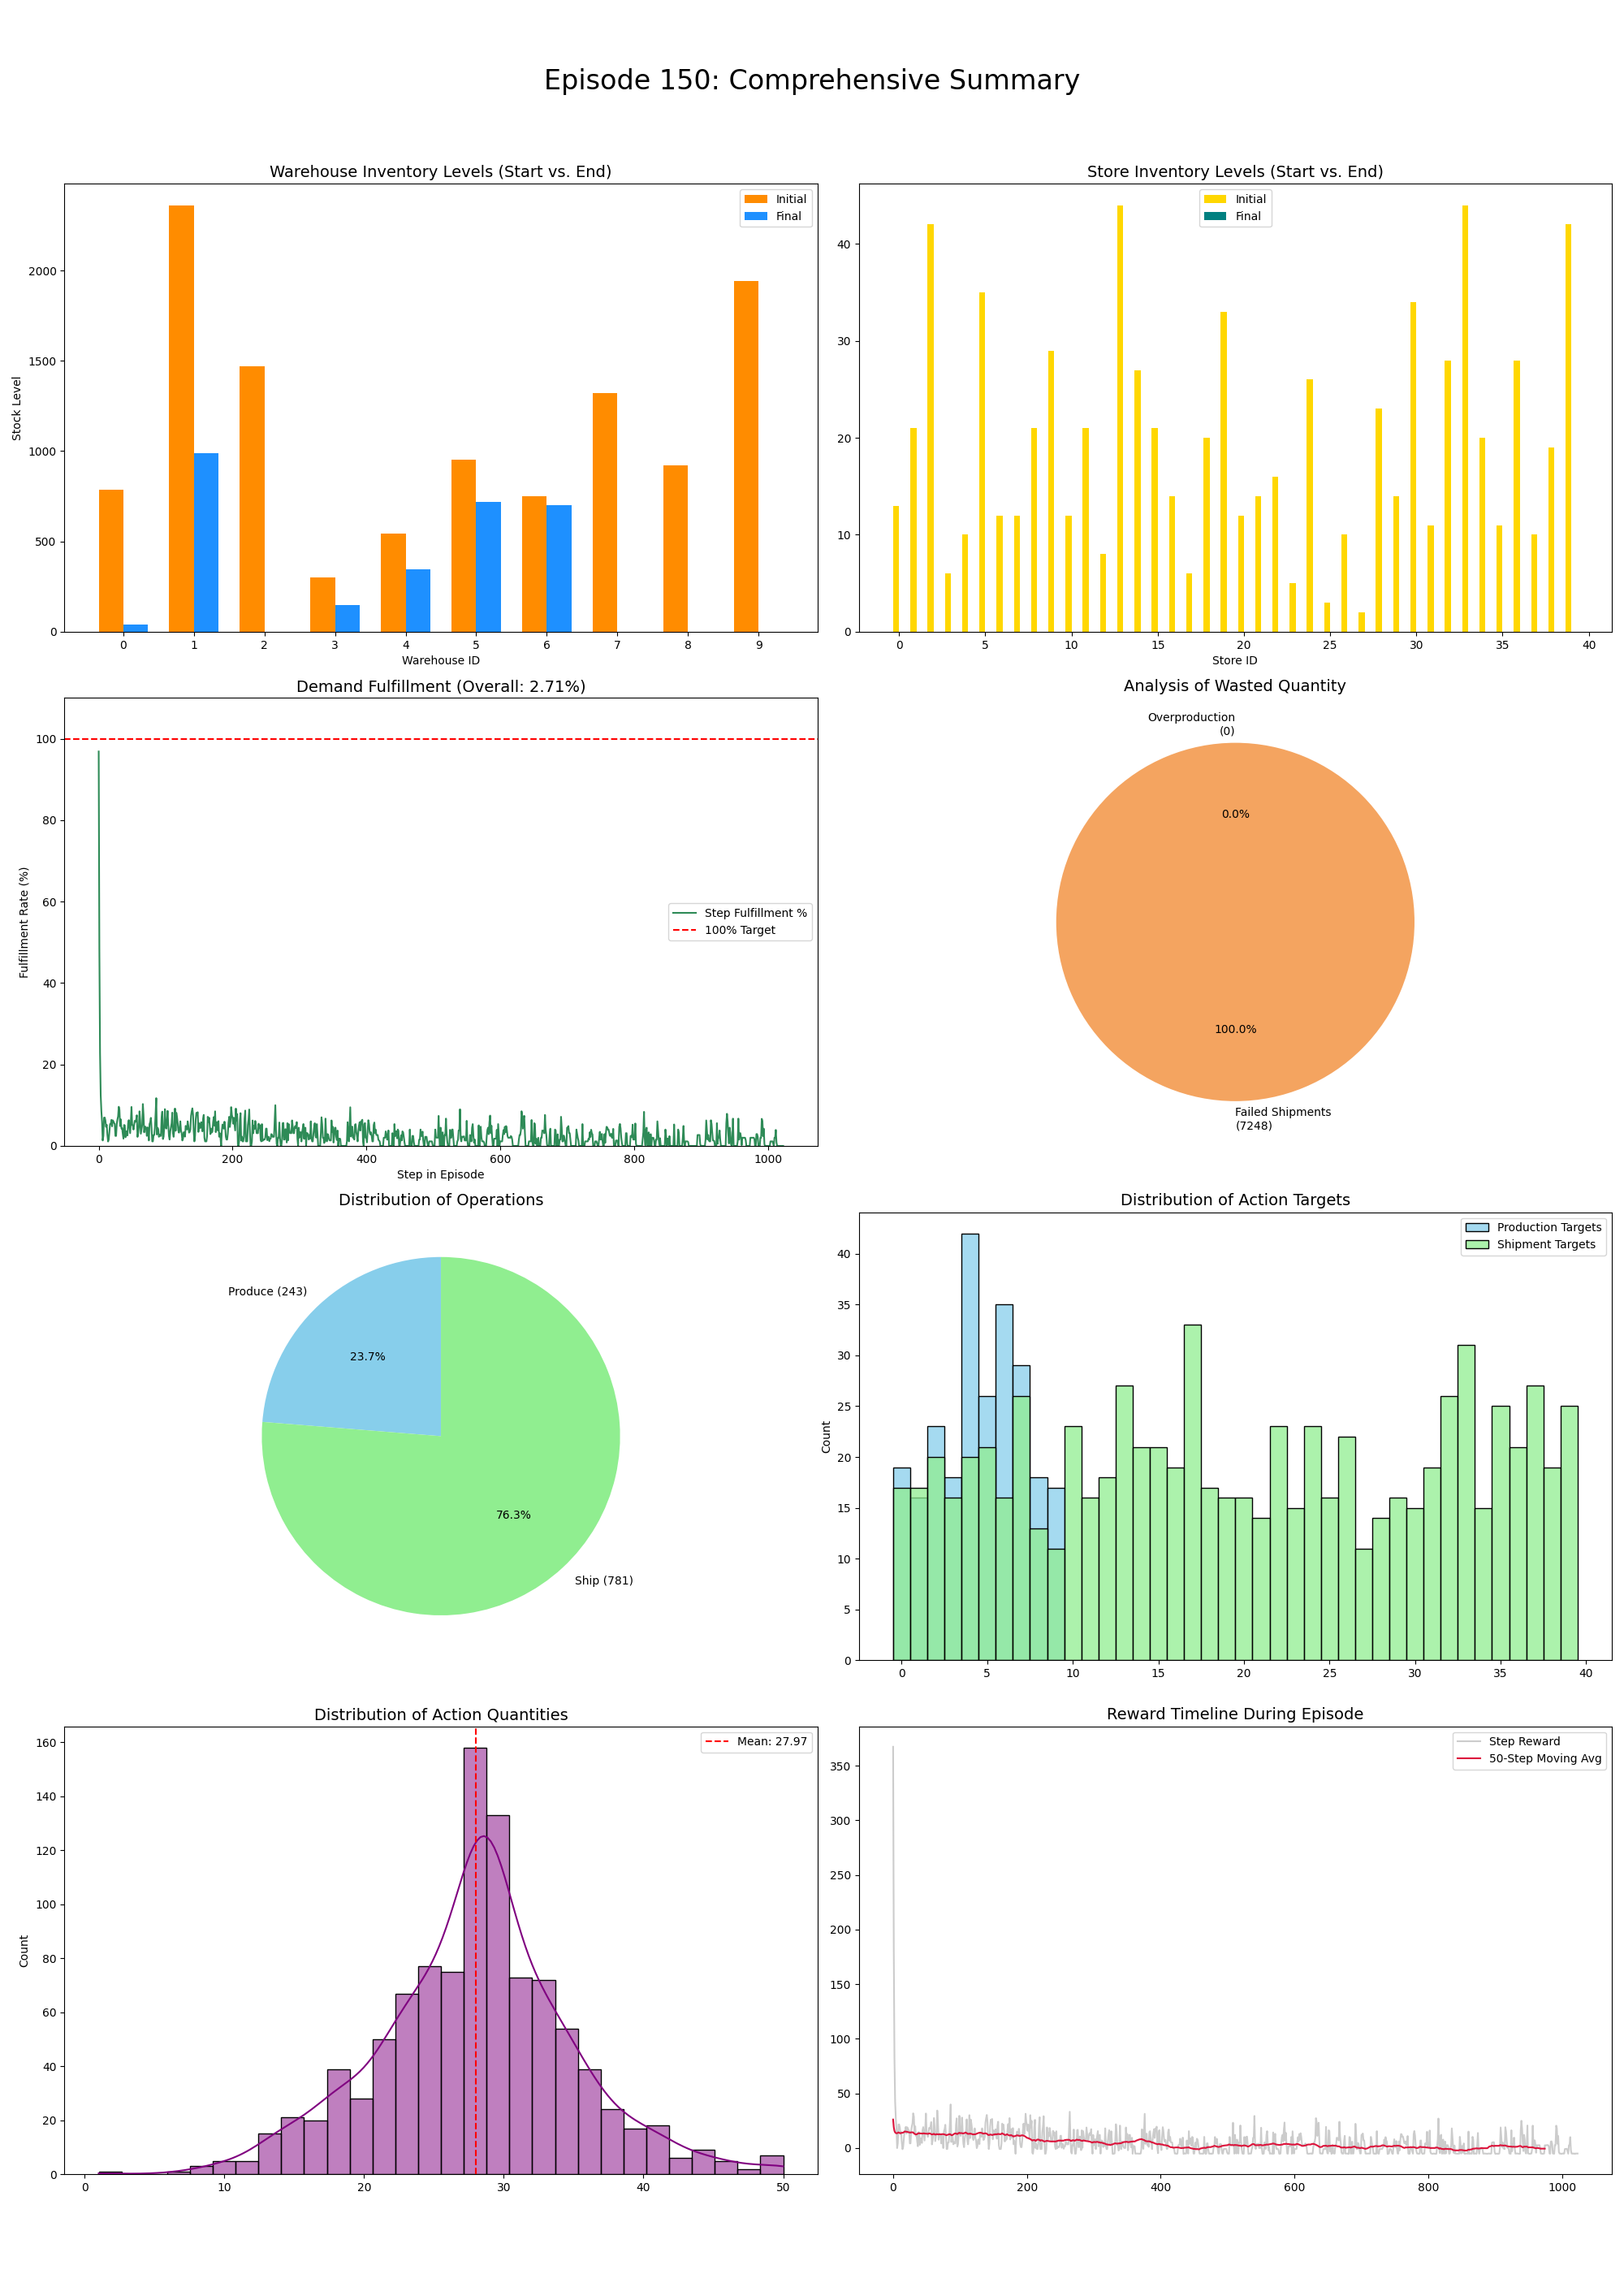 Episode 150: Comprehensive Summary
Warehouse Inventory Levels (Start vs. End)
Initial
Final
Stock Level
2000
1500
1000
500
0
0 1 2 3 4 5 6 7 8 9
Warehouse ID
Store Inventory Levels (Start vs. End)
Initial
Final
40
30
20
10
0
0 5 10 15 20 25 30 35 40
Store ID
Demand Fulfillment (Overall: 2.71%)
Fulfillment Rate (%)
100
80
60
40
20
0
Step Fulfillment %
100% Target
0 200 400 600 800 1000
Step in Episode
Analysis of Wasted Quantity
Overproduction
(0)
0.0%
100.0%
Failed Shipments
(7248)
Distribution of Operations
Produce (243)
23.7%
76.3%
Ship (781)
Distribution of Action Targets
Production Targets
Shipment Targets
Count
40
35
30
25
20
15
10
5
0
0 5 10 15 20 25 30 35 40
Distribution of Action Quantities
Mean: 27.97
Count
160
140
120
100
80
60
40
20
0
0 10 20 30 40 50
Reward Timeline During Episode
Step Reward
50-Step Moving Avg
350
300
250
200
150
100
50
0
0 200 400 600 800 1000